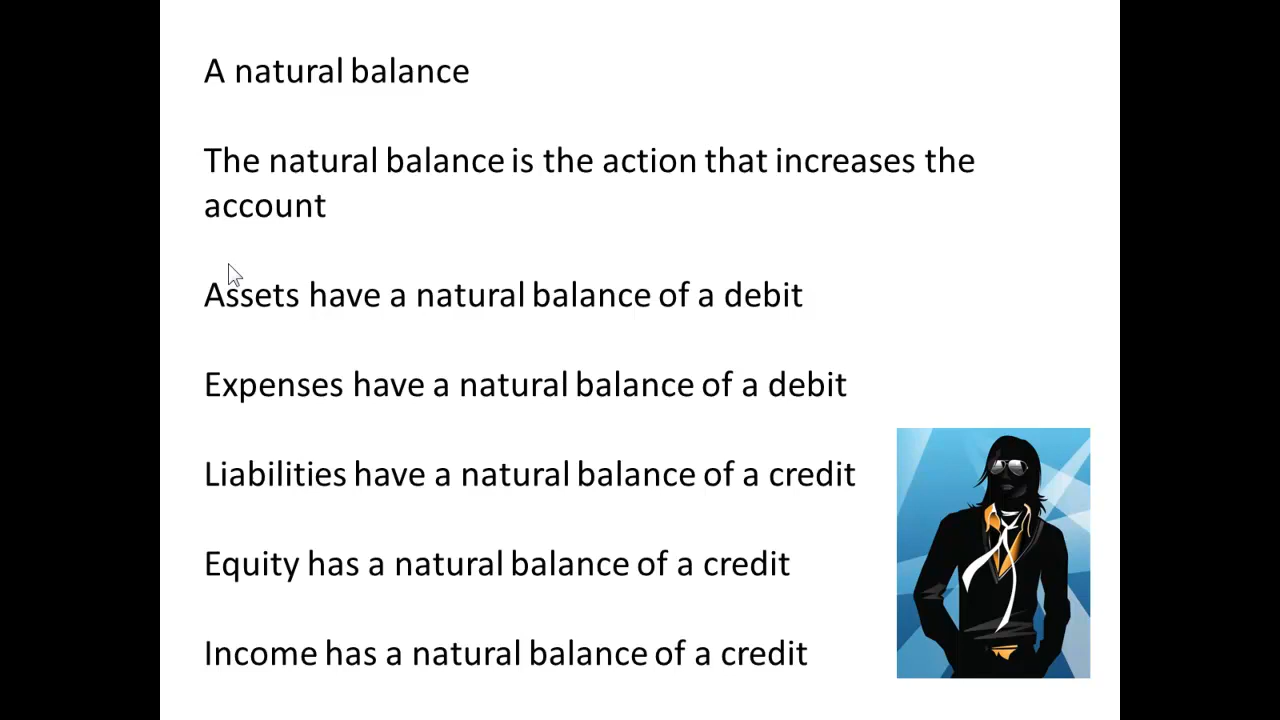 A natural balance
The natural balance is the action that increases the
account
Assets have a natural balance of a debit
Expenses have a natural balance of a debit
Liabilities have a natural balance of a credit
Equity has a natural balance of a credit
Income has a natural balance of a credit